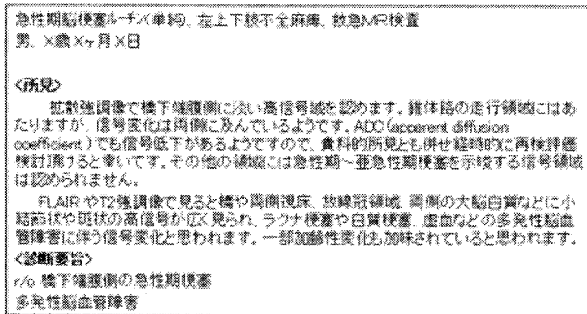 急性期脳梗塞ルーチン(単純)、左上下肢不全麻痺、救急MR検査
男、X歳Xヶ月X日
<所見>
拡散強調像で橋下端腹側に淡い高信号域を認めます。錐体路の走行領域にはあ
たりますが、信号変化は両側に及んでいるようです。ADC(apparent diffusion
coefficient)でも信号低下があるようですので、資料的所見とも併せ経時的に再検評価
検討頂けると幸いです。その他の領域には急性期～亜急性期梗塞を示唆する信号領域
は認められません。
FLAIRやT2強調像で見ると橋や両側視床、放線冠領域、両側の大脳白質などに小
結節状や斑状の高信号が広く見られ、ラクナ梗塞や白質梗塞、虚血などの多発性脳血
管障害に伴う信号変化と思われます。一部加齢性変化も加味されていると思われます。
<診断要旨>
r/o 橋下端腹側の急性期梗塞
多発性脳血管障害